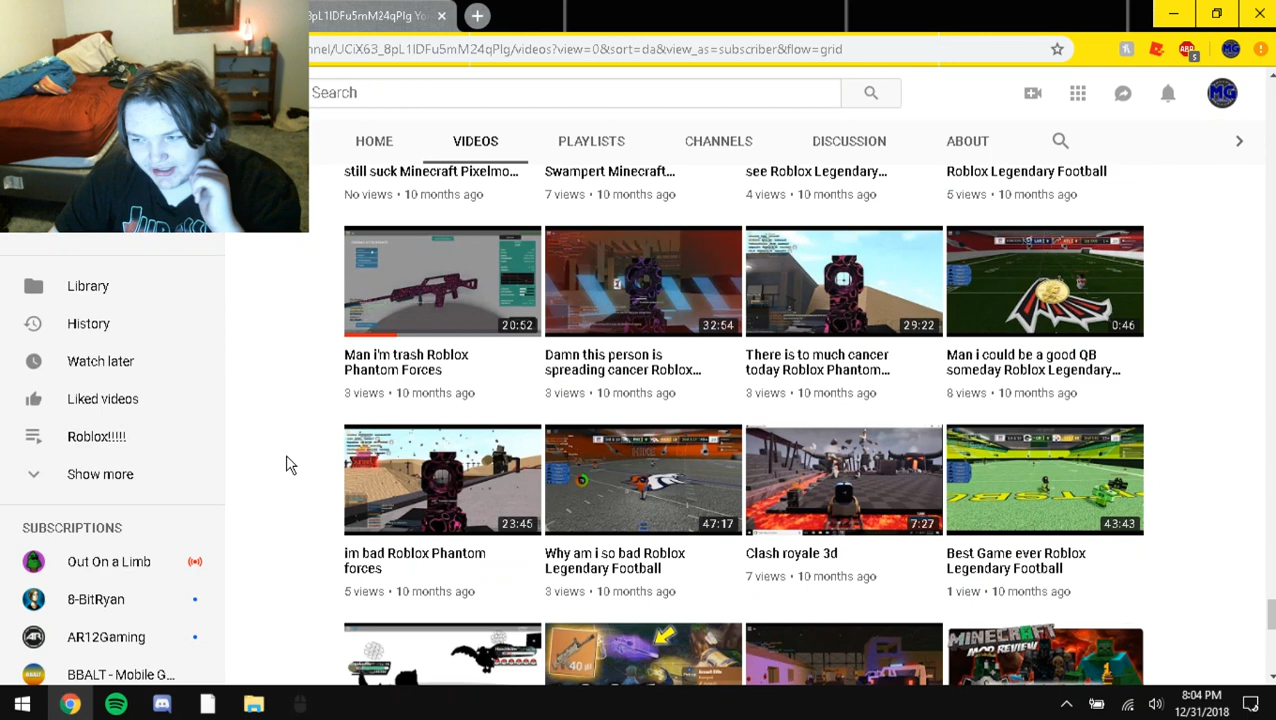 8pL1IDFu5mM24qPIg Yo
nnel/UCiX63_8pL1IDFu5mM24qPIg/videos?view=0&sort=da&view_as=subscriber&flow=grid
Search
MG
HOME VIDEOS PLAYLISTS CHANNELS DISCUSSION ABOUT
still suck Minecraft Pixelmo... Swampert Minecraft... see Roblox Legendary... Roblox Legendary Football
No views • 10 months ago 7 views • 10 months ago 4 views • 10 months ago 5 views • 10 months ago
Library
History
Watch later
Liked videos
Roblox!!!!!
Show more
SUBSCRIPTIONS
Out On a Limb
8-BitRyan
AR12Gaming
BBALT - Mobile G...
20:52 32:54 29:22 0:46
Man i'm trash Roblox Damn this person is There is to much cancer Man i could be a good QB
Phantom Forces spreading cancer Roblox... today Roblox Phantom... someday Roblox Legendary...
3 views • 10 months ago 3 views • 10 months ago 3 views • 10 months ago 8 views • 10 months ago
23:45 47:17 7:27 43:43
im bad Roblox Phantom Why am i so bad Roblox Clash royale 3d Best Game ever Roblox
forces Legendary Football Legendary Football
5 views • 10 months ago 3 views • 10 months ago 7 views • 10 months ago 1 view • 10 months ago
40
MINECRAFT
MOD REVIEW
8:04 PM
12/31/2018